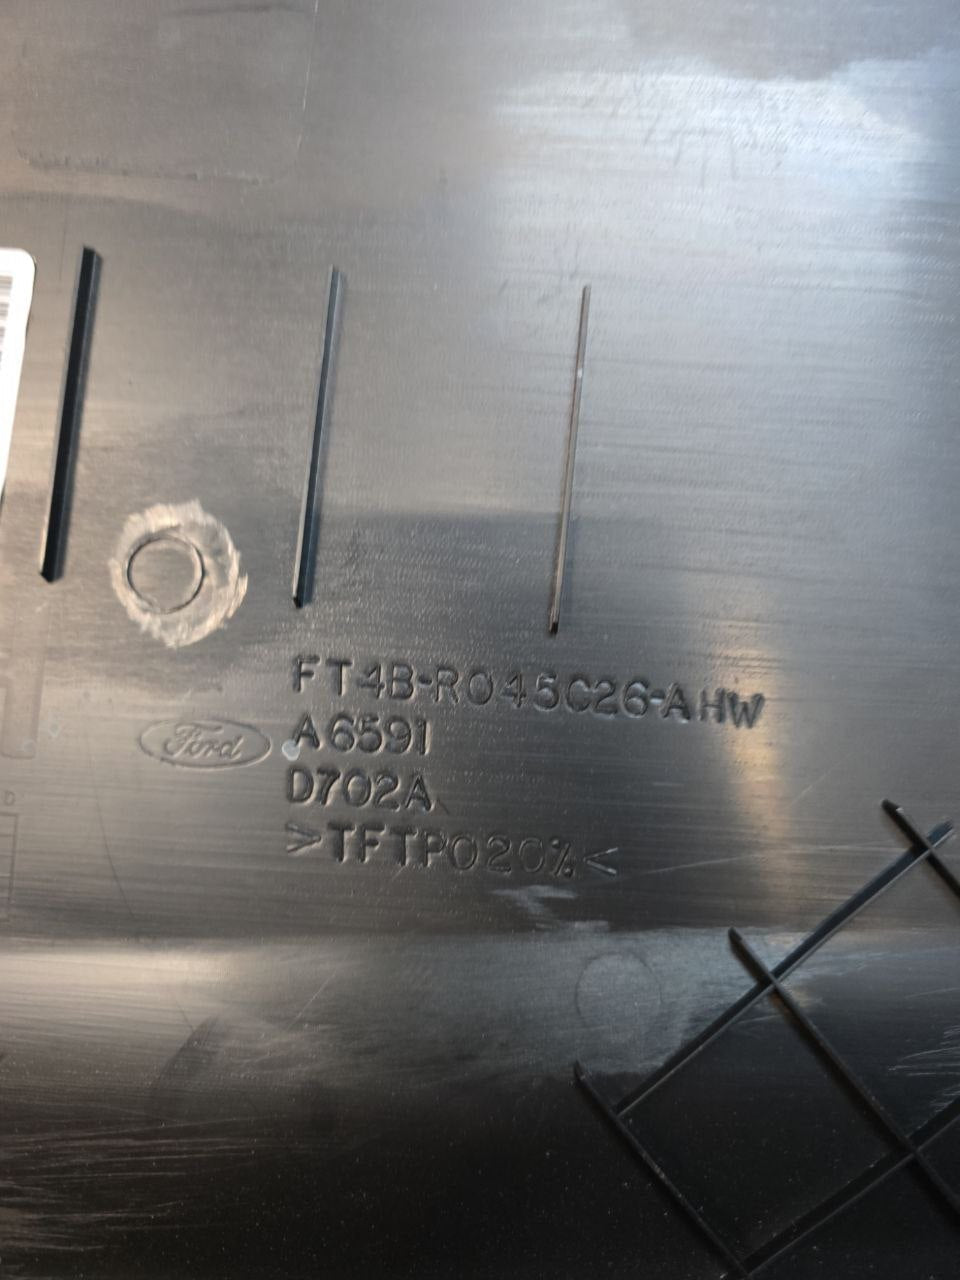 FT4B-R045C26-AHW
Ford
A6591
D702A
>TFTPO20%<
D